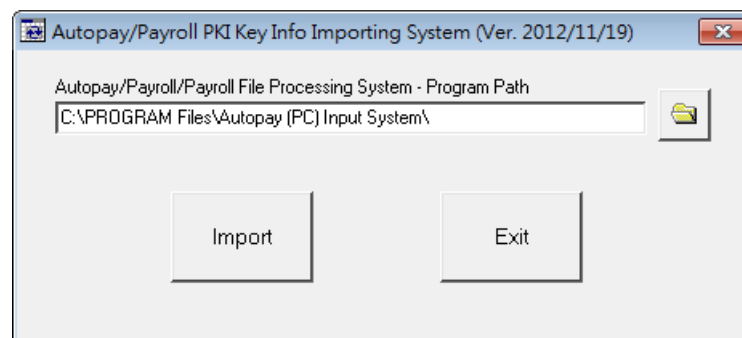 Autopay/Payroll PKI Key Info Importing System (Ver. 2012/11/19)
Autopay/Payroll/Payroll File Processing System - Program Path
C:\PROGRAM Files\Autopay (PC) Input System\
Import
Exit